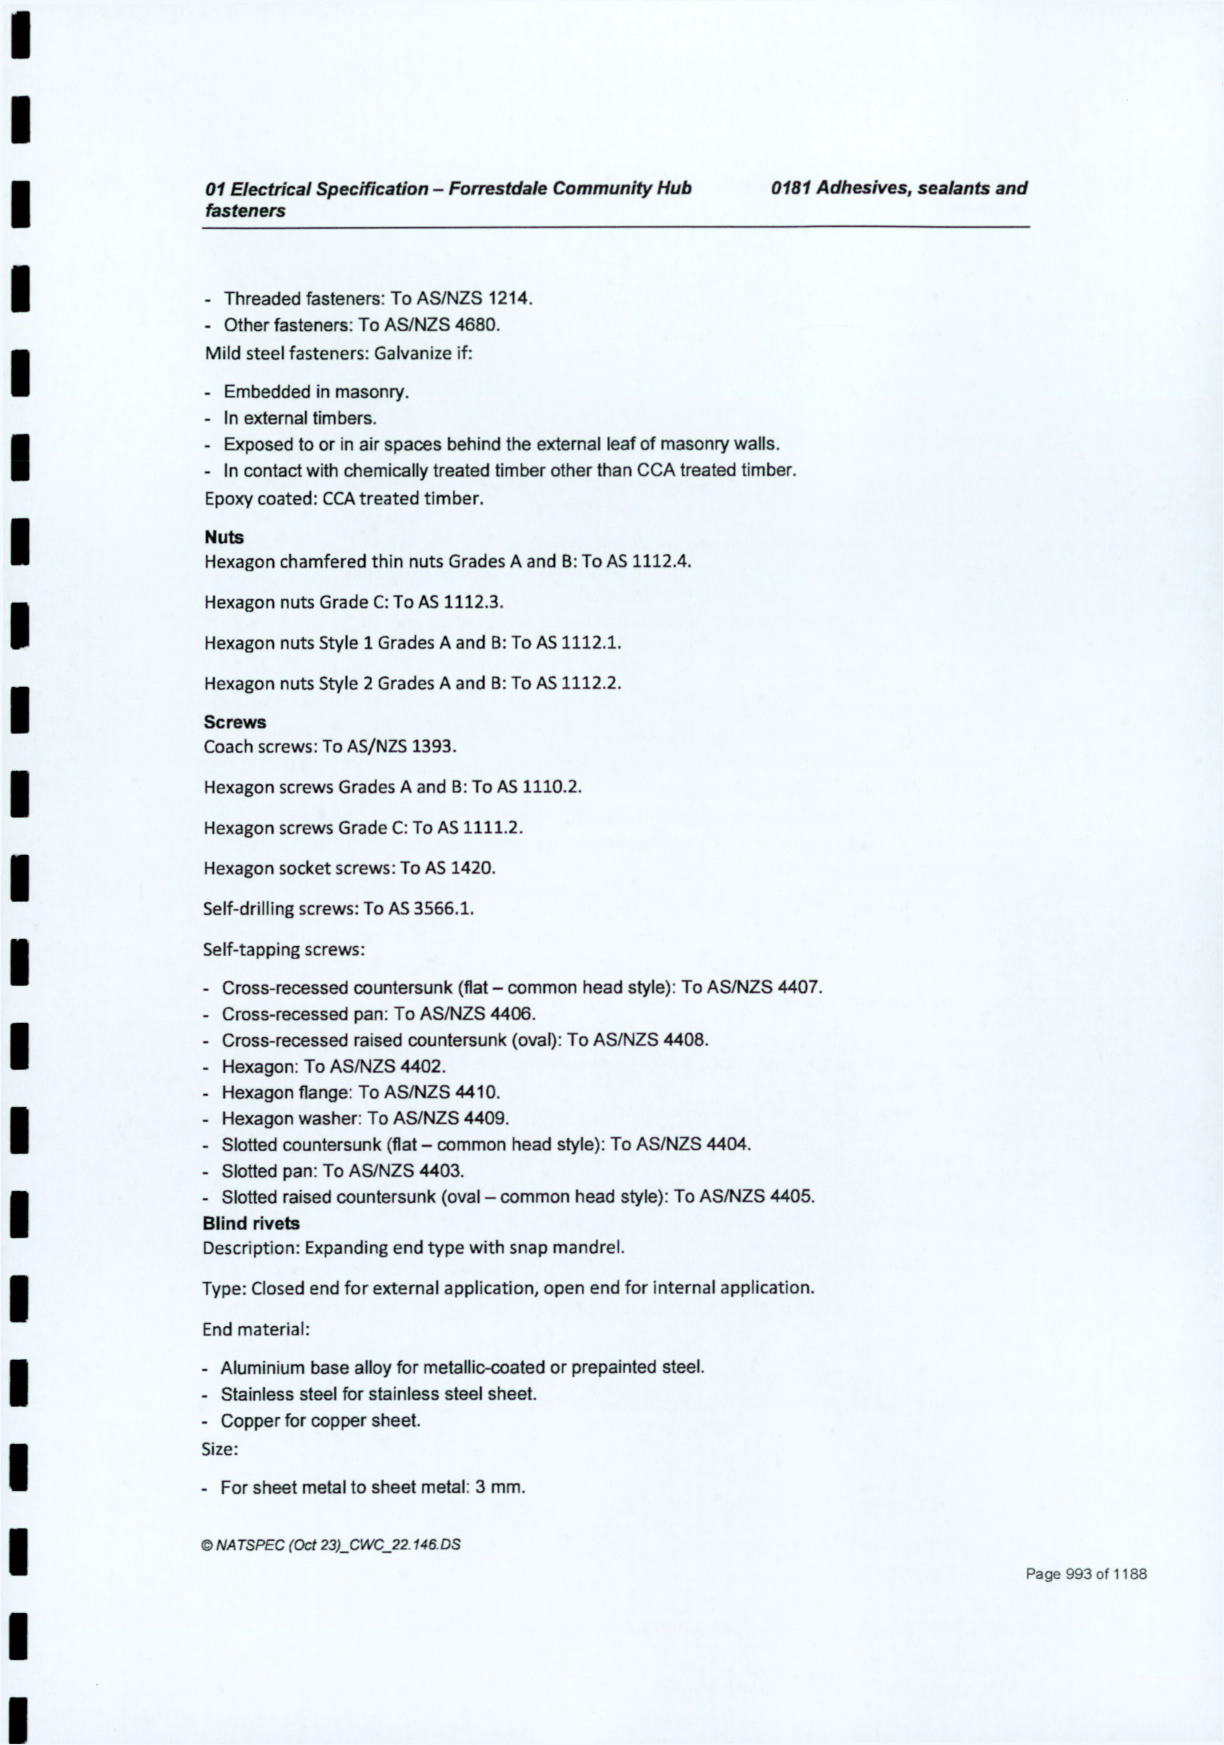 01 Electrical Specification – Forrestdale Community Hub 0181 Adhesives, sealants and
fasteners
- Threaded fasteners: To AS/NZS 1214.
- Other fasteners: To AS/NZS 4680.
Mild steel fasteners: Galvanize if:
- Embedded in masonry.
- In external timbers.
- Exposed to or in air spaces behind the external leaf of masonry walls.
- In contact with chemically treated timber other than CCA treated timber.
Epoxy coated: CCA treated timber.
Nuts
Hexagon chamfered thin nuts Grades A and B: To AS 1112.4.
Hexagon nuts Grade C: To AS 1112.3.
Hexagon nuts Style 1 Grades A and B: To AS 1112.1.
Hexagon nuts Style 2 Grades A and B: To AS 1112.2.
Screws
Coach screws: To AS/NZS 1393.
Hexagon screws Grades A and B: To AS 1110.2.
Hexagon screws Grade C: To AS 1111.2.
Hexagon socket screws: To AS 1420.
Self-drilling screws: To AS 3566.1.
Self-tapping screws:
- Cross-recessed countersunk (flat – common head style): To AS/NZS 4407.
- Cross-recessed pan: To AS/NZS 4406.
- Cross-recessed raised countersunk (oval): To AS/NZS 4408.
- Hexagon: To AS/NZS 4402.
- Hexagon flange: To AS/NZS 4410.
- Hexagon washer: To AS/NZS 4409.
- Slotted countersunk (flat – common head style): To AS/NZS 4404.
- Slotted pan: To AS/NZS 4403.
- Slotted raised countersunk (oval – common head style): To AS/NZS 4405.
Blind rivets
Description: Expanding end type with snap mandrel.
Type: Closed end for external application, open end for internal application.
End material:
- Aluminium base alloy for metallic-coated or prepainted steel.
- Stainless steel for stainless steel sheet.
- Copper for copper sheet.
Size:
- For sheet metal to sheet metal: 3 mm.
© NATSPEC (Oct 23)_CWC_22.146.DS
Page 993 of 1188